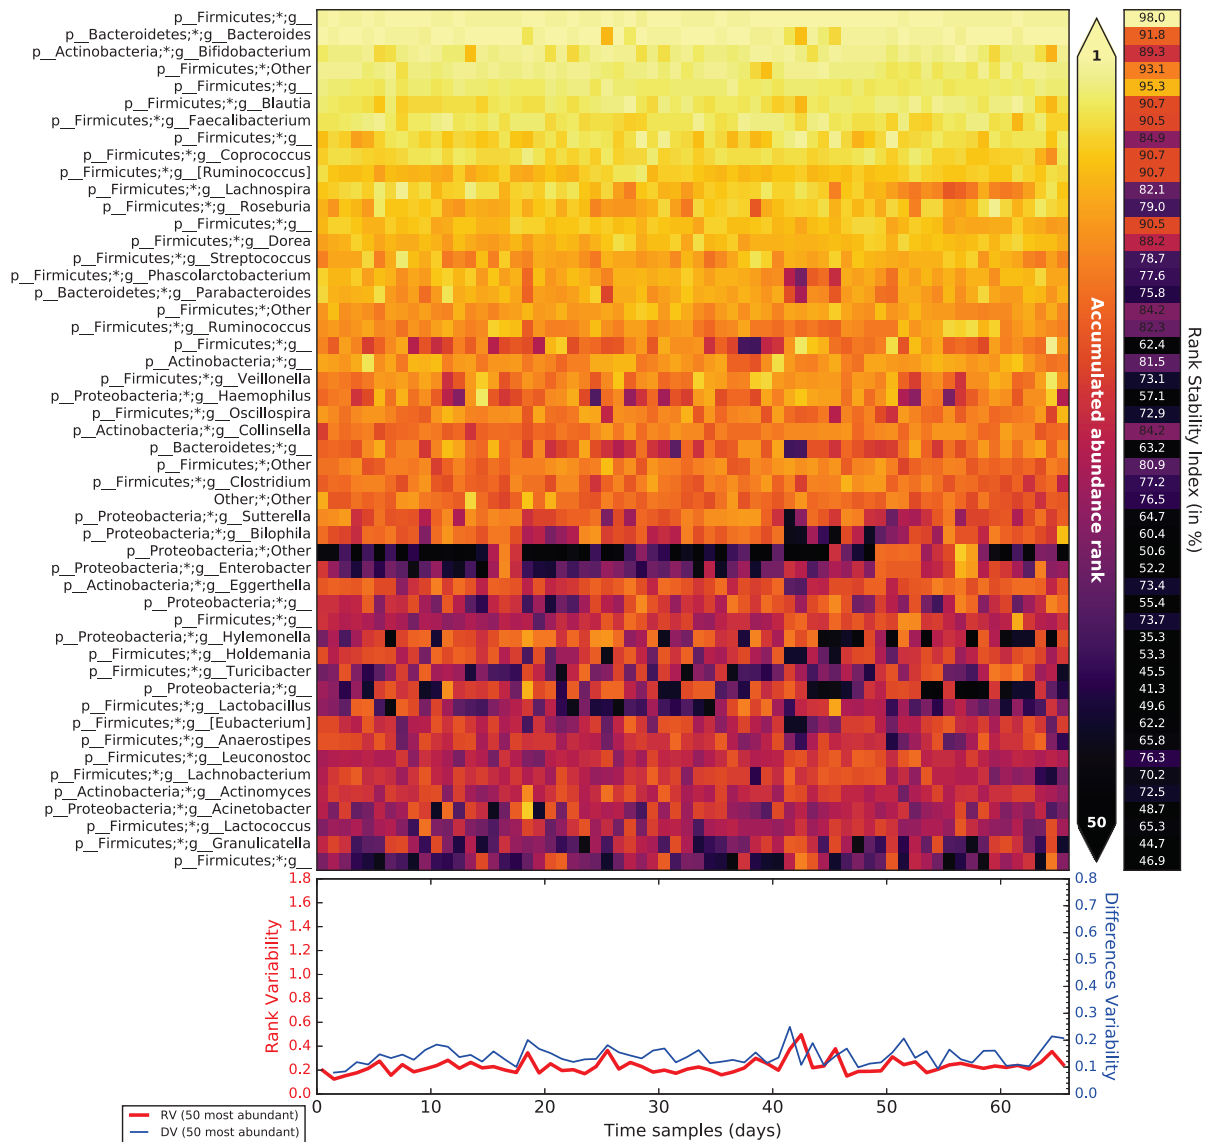 p__Firmicutes;*;g__ 98.0
p__Bacteroidetes;*;g__Bacteroides 91.8
p__Actinobacteria;*;g__Bifidobacterium 89.3
p__Firmicutes;*;Other 93.1
p__Firmicutes;*;g__ 95.3
p__Firmicutes;*;g__Blautia 90.7
p__Firmicutes;*;g__Faecalibacterium 90.5
p__Firmicutes;*;g__ 84.9
p__Firmicutes;*;g__Coprococcus 90.7
p__Firmicutes;*;g__[Ruminococcus] 90.7
p__Firmicutes;*;g__Lachnospira 82.1
p__Firmicutes;*;g__Roseburia 79.0
p__Firmicutes;*;g__ 90.5
p__Firmicutes;*;g__Dorea 88.2
p__Firmicutes;*;g__Streptococcus 78.7
p__Firmicutes;*;g__Phascolarctobacterium 77.6
p__Bacteroidetes;*;g__Parabacteroides 75.8
p__Firmicutes;*;Other 84.2
p__Firmicutes;*;g__Ruminococcus 82.3
p__Firmicutes;*;g__ 62.4
p__Actinobacteria;*;g__ 81.5
p__Firmicutes;*;g__Veillonella 73.1
p__Proteobacteria;*;g__Haemophilus 57.1
p__Firmicutes;*;g__Oscillospira 72.9
p__Actinobacteria;*;g__Collinsella 84.2
p__Bacteroidetes;*;g__ 63.2
p__Firmicutes;*;Other 80.9
p__Firmicutes;*;g__Clostridium 77.2
Other;*;Other 76.5
p__Proteobacteria;*;g__Sutterella 64.7
p__Proteobacteria;*;g__Bilophila 60.4
p__Proteobacteria;*;Other 50.6
p__Proteobacteria;*;g__Enterobacter 52.2
p__Actinobacteria;*;g__Eggerthella 73.4
p__Proteobacteria;*;g__ 55.4
p__Firmicutes;*;g__ 73.7
p__Proteobacteria;*;g__Hylemonella 35.3
p__Firmicutes;*;g__Holdemania 53.3
p__Firmicutes;*;g__Turicibacter 45.5
p__Proteobacteria;*;g__ 41.3
p__Firmicutes;*;g__Lactobacillus 49.6
p__Firmicutes;*;g__[Eubacterium] 62.2
p__Firmicutes;*;g__Anaerostipes 65.8
p__Firmicutes;*;g__Leuconostoc 76.3
p__Firmicutes;*;g__Lachnobacterium 70.2
p__Actinobacteria;*;g__Actinomyces 72.5
p__Proteobacteria;*;g__Acinetobacter 48.7
p__Firmicutes;*;g__Lactococcus 65.3
p__Firmicutes;*;g__Granulicatella 44.7
p__Firmicutes;*;g__ 46.9
1
Accumulated abundance rank
50
Rank Stability Index (in %)
1.8
1.6
1.4
1.2
1.0
0.8
0.6
0.4
0.2
0.0
Rank Variability
0.8
0.7
0.6
0.5
0.4
0.3
0.2
0.1
0.0
Differences Variability
0 10 20 30 40 50 60
Time samples (days)
RV (50 most abundant)
DV (50 most abundant)